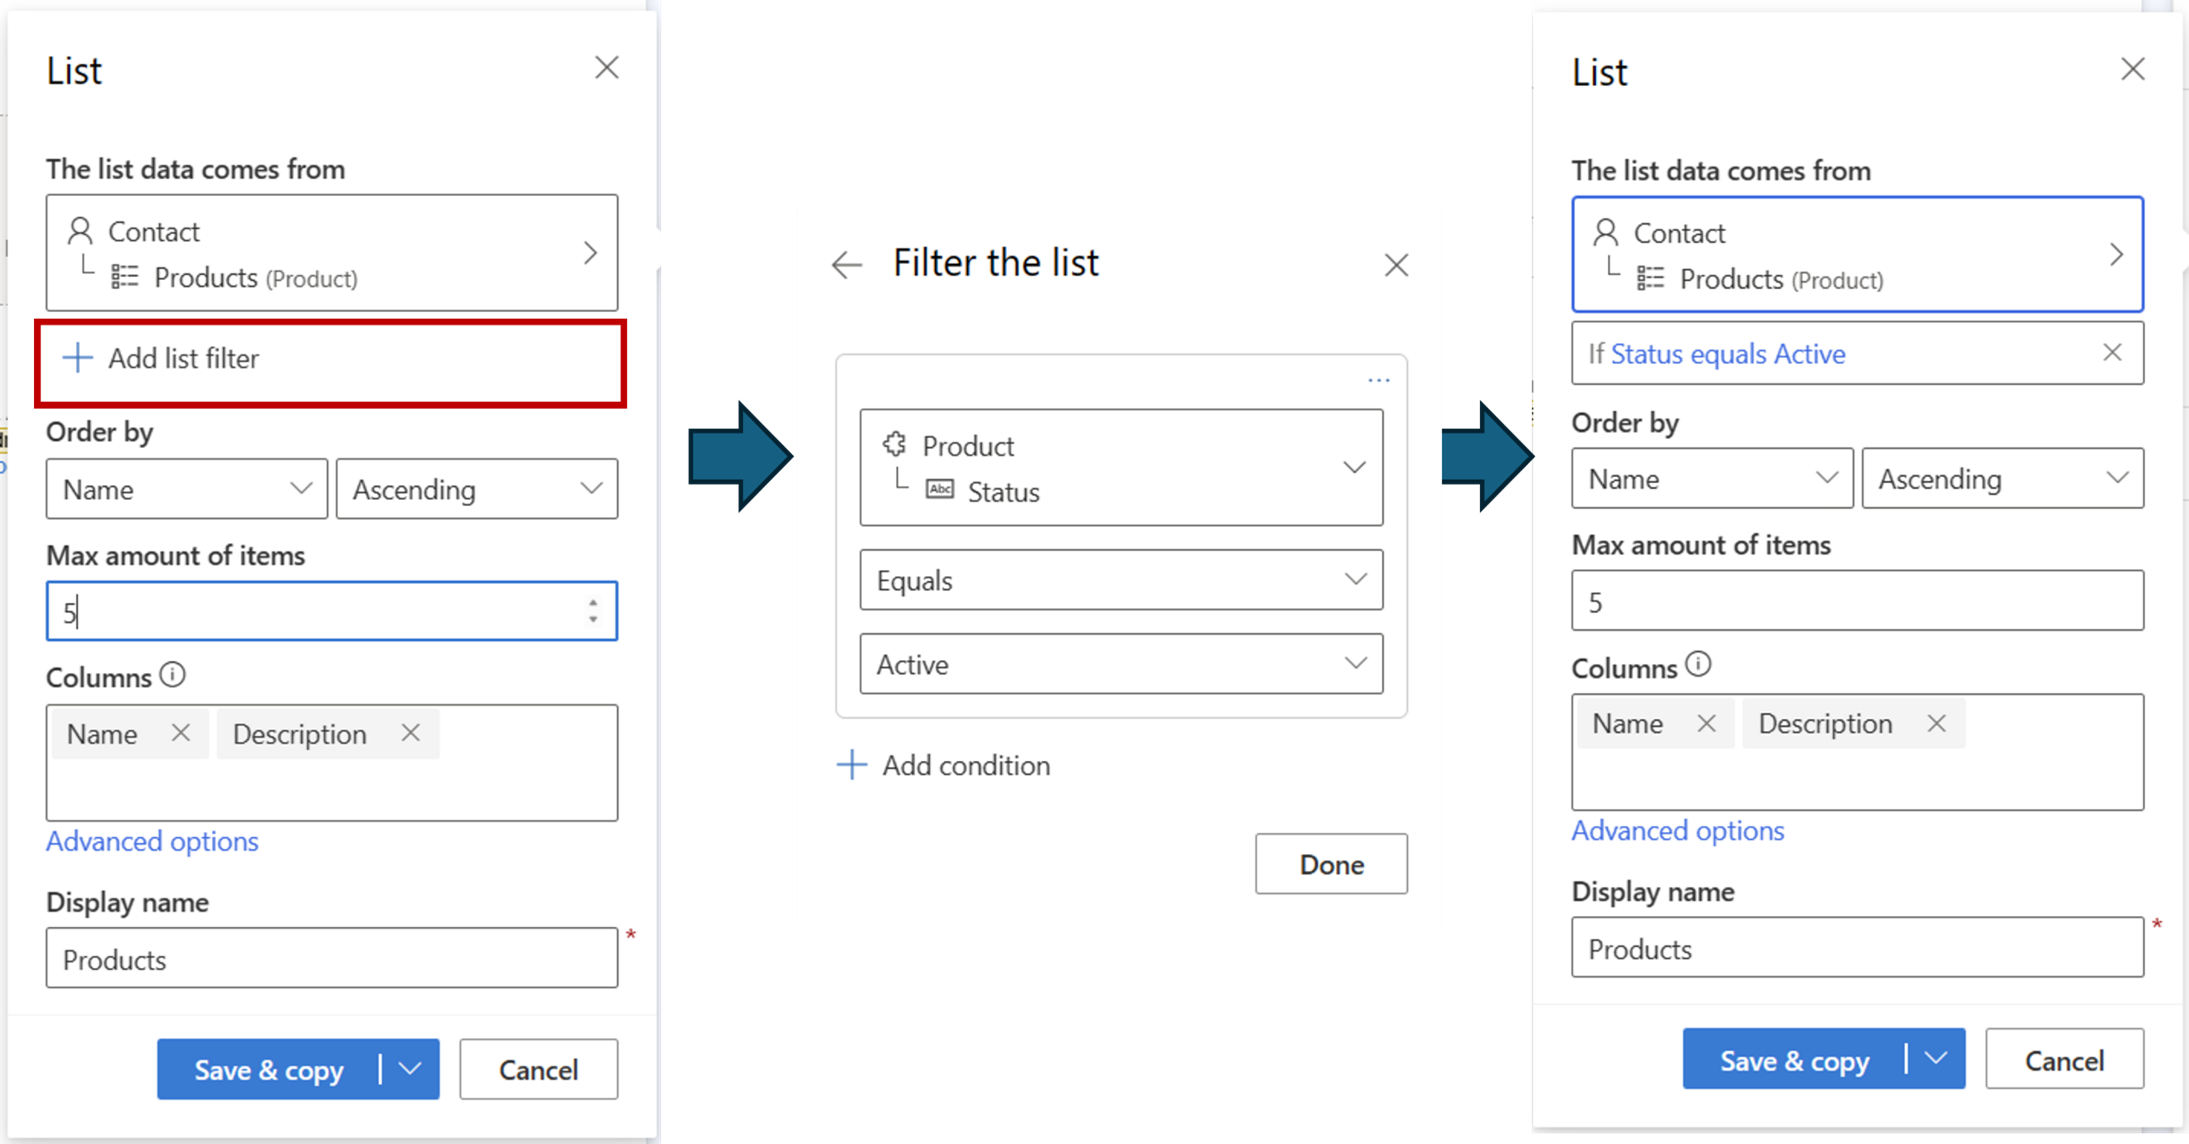 List
The list data comes from
Contact
Products (Product)
Add list filter
Order by
Name
Ascending
Max amount of items
5
Columns
Name
Description
Advanced options
Display name
Products
*
Save & copy
Cancel
Filter the list
...
Product
Abc Status
Equals
Active
Add condition
Done
List
The list data comes from
Contact
Products (Product)
If Status equals Active
Order by
Name
Ascending
Max amount of items
5
Columns
Name
Description
Advanced options
Display name
Products
*
Save & copy
Cancel